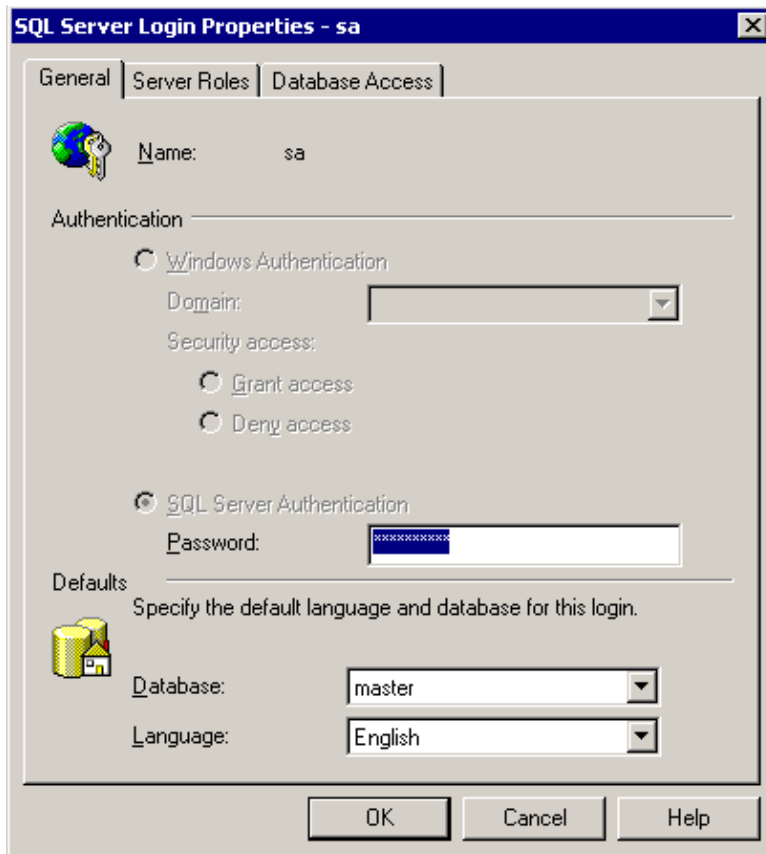 SQL Server Login Properties - sa
General Server Roles Database Access
Name: sa
Authentication
Windows Authentication
Domain:
Security access:
Grant access
Deny access
SQL Server Authentication
Password: **********
Defaults
Specify the default language and database for this login.
Database: master
Language: English
OK Cancel Help